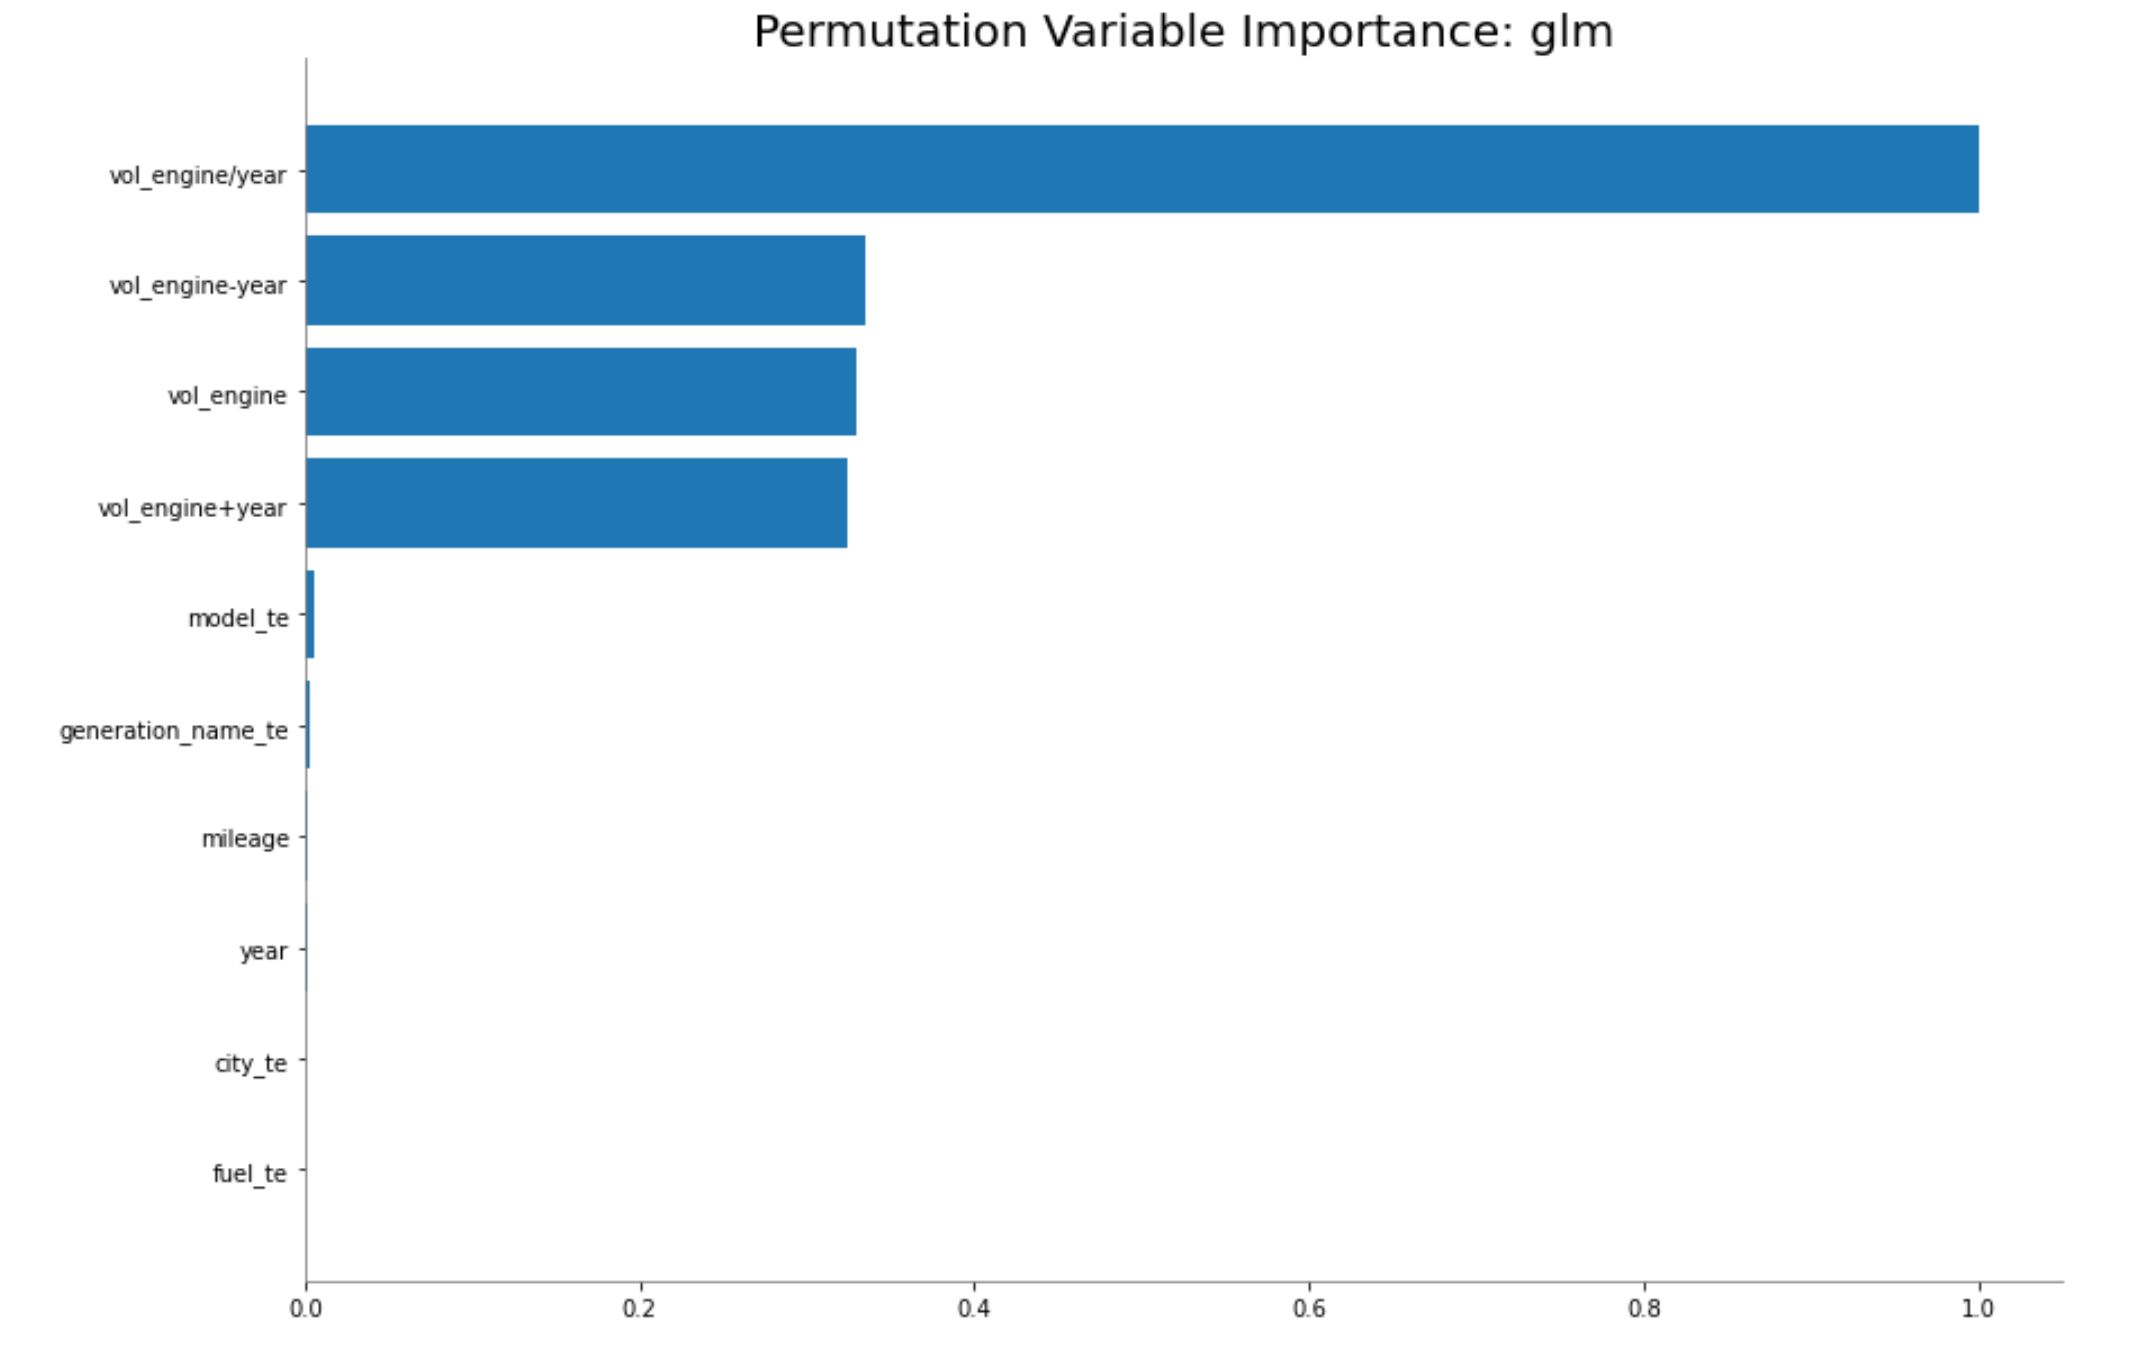 Permutation Variable Importance: glm
vol_engine/year
vol_engine-year
vol_engine
vol_engine+year
model_te
generation_name_te
mileage
year
city_te
fuel_te
0.0 0.2 0.4 0.6 0.8 1.0